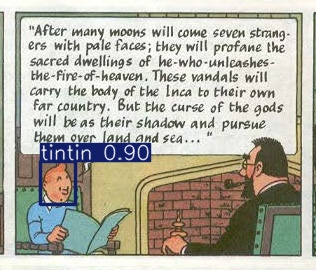 "After many moons will come seven strang-
ers with pale faces; they will profane the
sacred dwellings of he-who-unleashes-
the-fire-of-heaven. These vandals will
carry the body of the Inca to their own
far country. But the curse of the gods
will be as their shadow and pursue
them over land and sea... "
tintin 0.90